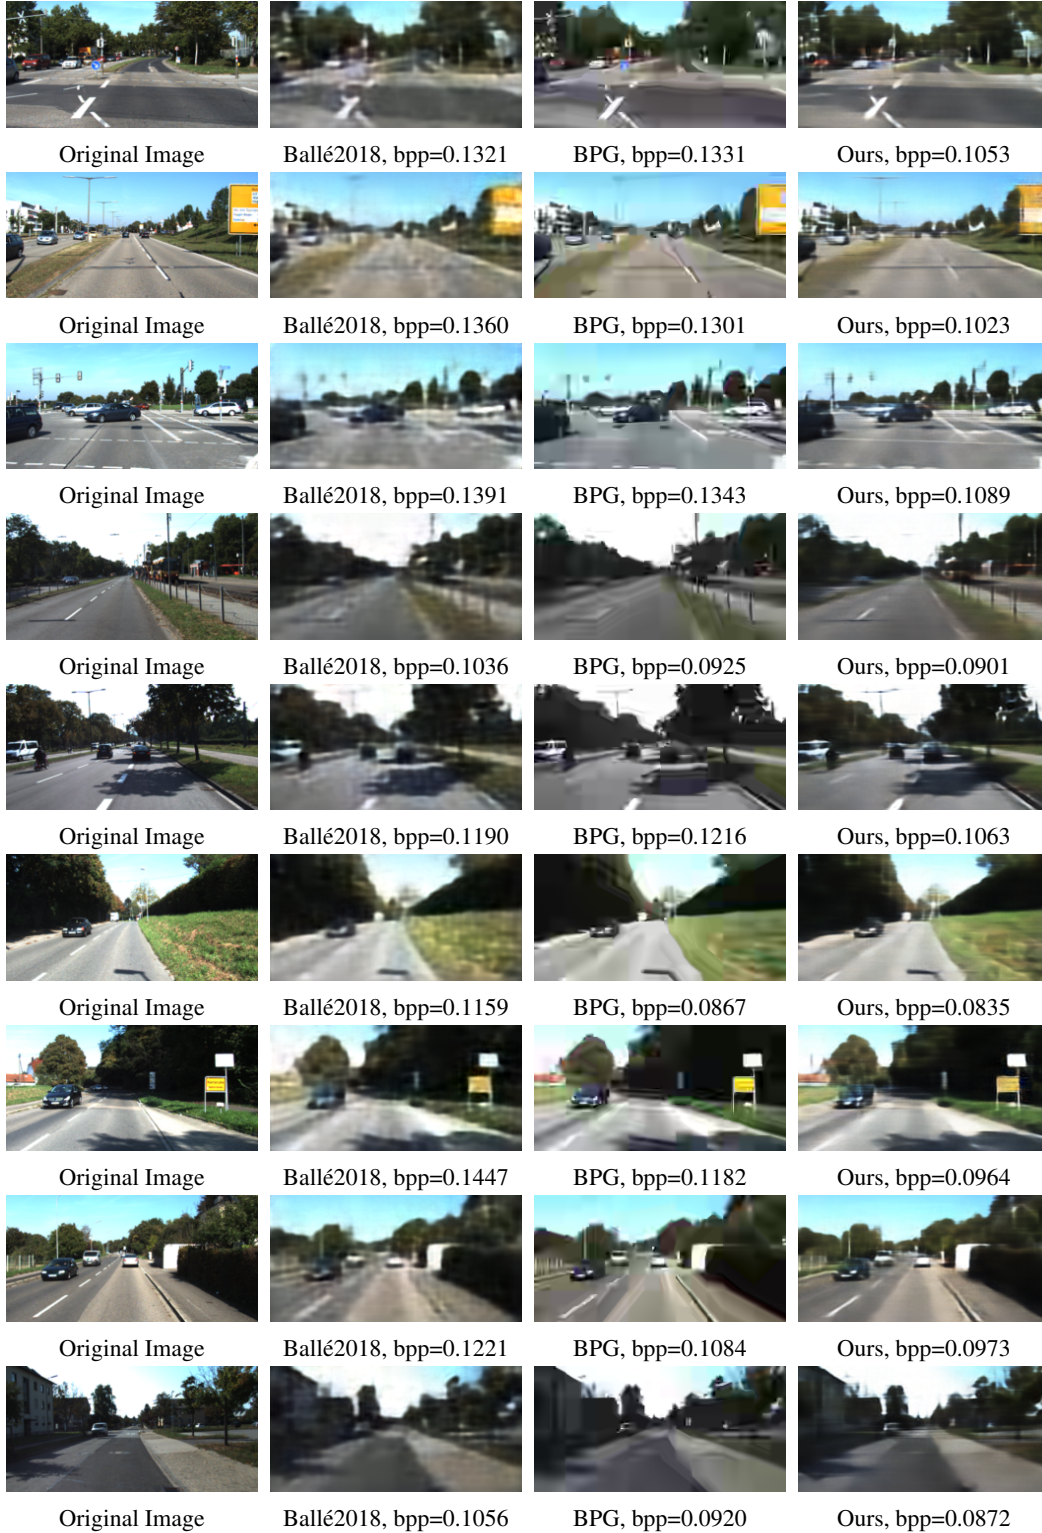 Original Image Ballé2018, bpp=0.1321 BPG, bpp=0.1331 Ours, bpp=0.1053
Original Image Ballé2018, bpp=0.1360 BPG, bpp=0.1301 Ours, bpp=0.1023
Original Image Ballé2018, bpp=0.1391 BPG, bpp=0.1343 Ours, bpp=0.1089
Original Image Ballé2018, bpp=0.1036 BPG, bpp=0.0925 Ours, bpp=0.0901
Original Image Ballé2018, bpp=0.1190 BPG, bpp=0.1216 Ours, bpp=0.1063
Original Image Ballé2018, bpp=0.1159 BPG, bpp=0.0867 Ours, bpp=0.0835
Original Image Ballé2018, bpp=0.1447 BPG, bpp=0.1182 Ours, bpp=0.0964
Original Image Ballé2018, bpp=0.1221 BPG, bpp=0.1084 Ours, bpp=0.0973
Original Image Ballé2018, bpp=0.1056 BPG, bpp=0.0920 Ours, bpp=0.0872